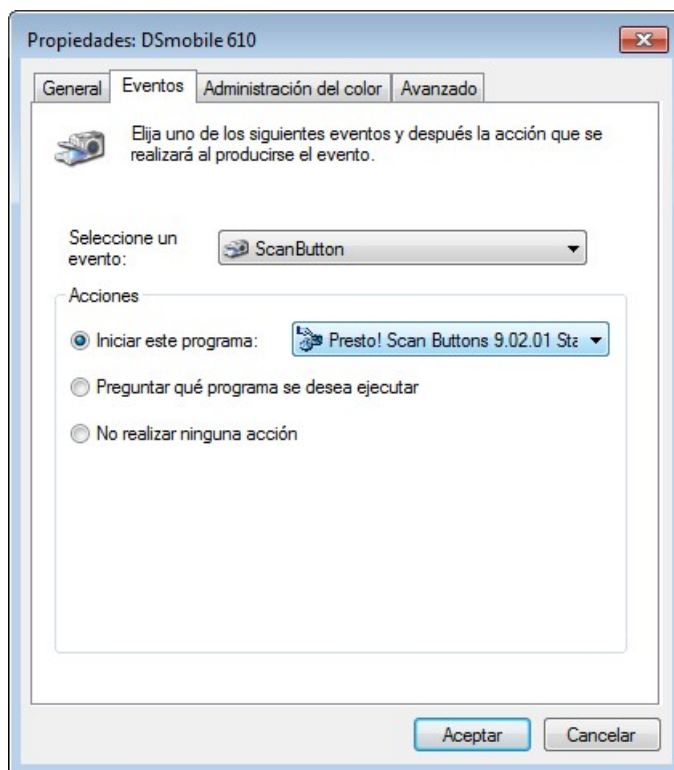 Propiedades: DSmobile 610
General Eventos Administración del color Avanzado
Elija uno de los siguientes eventos y después la acción que se
realizará al producirse el evento.
Seleccione un
evento:
ScanButton
Acciones
Iniciar este programa: Presto! Scan Buttons 9.02.01 Sta
Preguntar qué programa se desea ejecutar
No realizar ninguna acción
Aceptar Cancelar